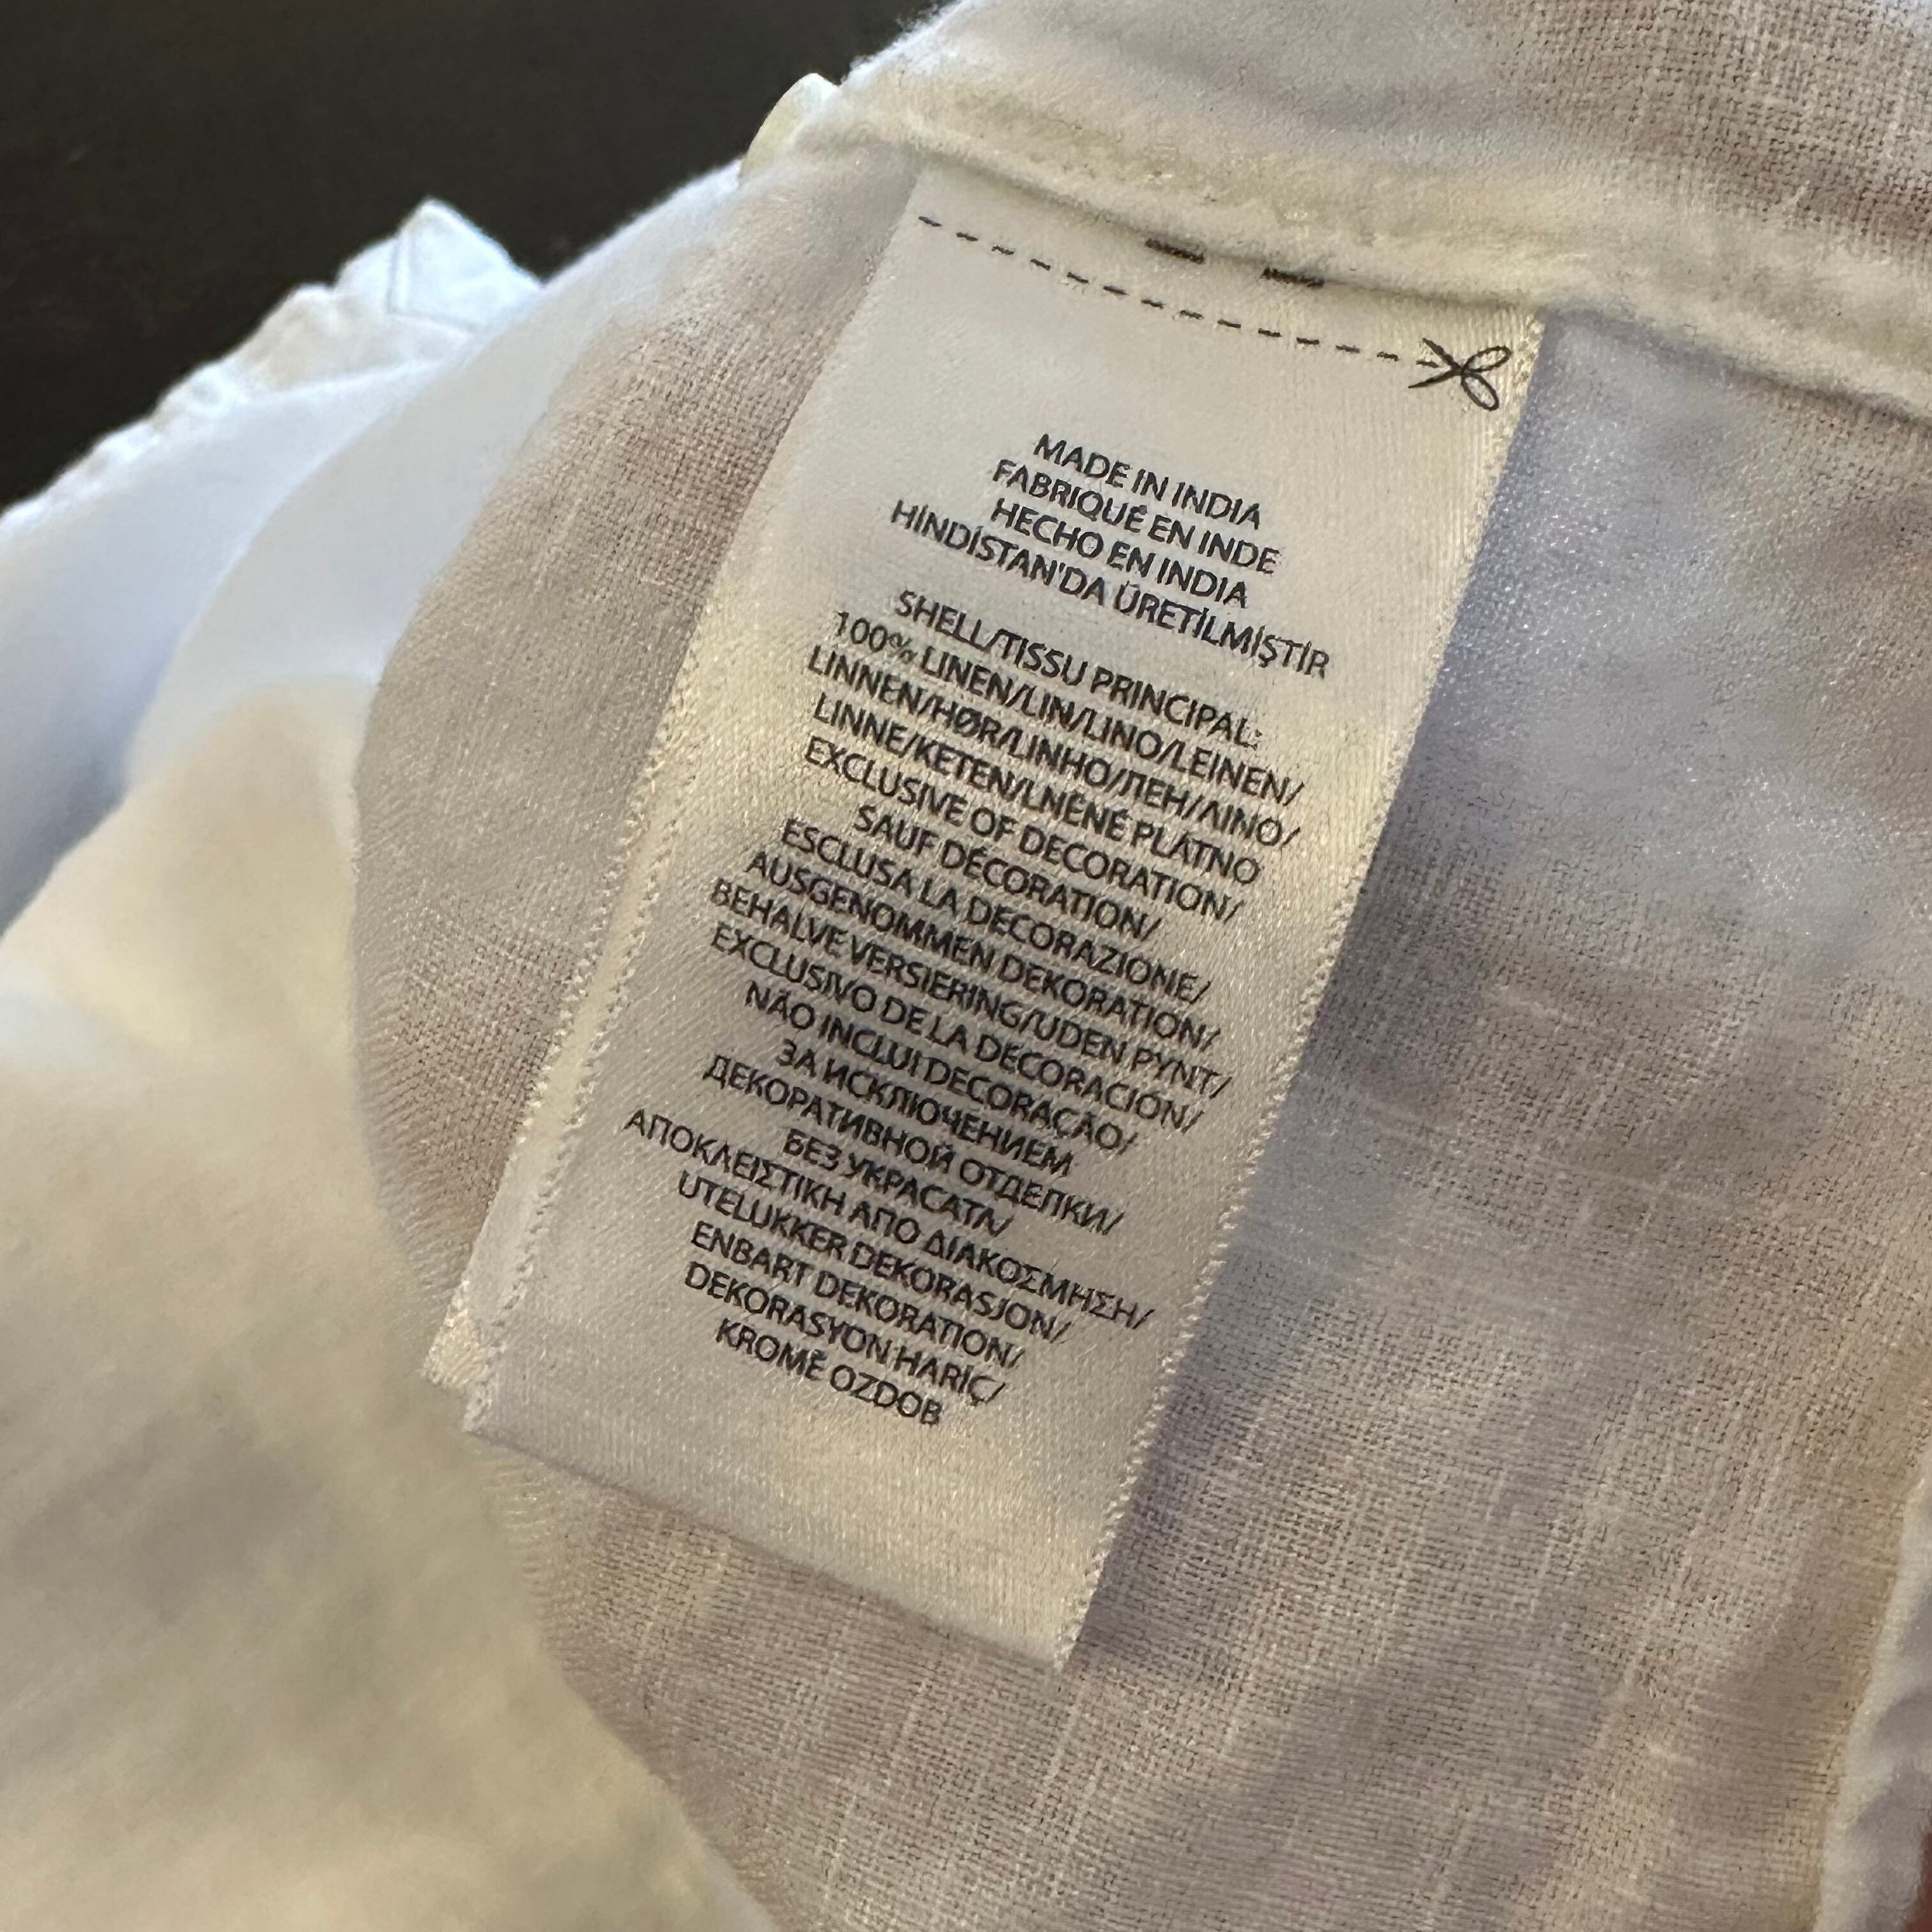 MADE IN INDIA
FABRIQUÉ EN INDE
HECHO EN INDIA
HİNDİSTAN'DA ÜRETİLMİŞTİR
SHELL/TISSU PRINCIPAL:
100% LINEN/LIN/LINO/LEINEN/
LINNEN/HØR/LINHO/ЛЕН/ΛΙΝΟ/
LINNE/KETEN/LNĚNÉ PLÁTNO
EXCLUSIVE OF DECORATION/
SAUF DÉCORATION/
ESCLUSA LA DECORAZIONE/
AUSGENOMMEN DEKORATION/
BEHALVE VERSIERING/UDEN PYNT/
EXCLUSIVO DE LA DECORACIÓN/
NÃO INCLUI DECORAÇÃO/
ЗА ИСКЛЮЧЕНИЕМ
ДЕКОРАТИВНОЙ ОТДЕЛКИ/
БЕЗ УКРАСАТА/
ΑΠΟΚΛΕΙΣΤΙΚΗ ΑΠΟ ΔΙΑΚΟΣΜΗΣΗ/
UTELUKKER DEKORASJON/
ENBART DEKORATION/
DEKORASYON HARİÇ/
KROMĚ OZDOB